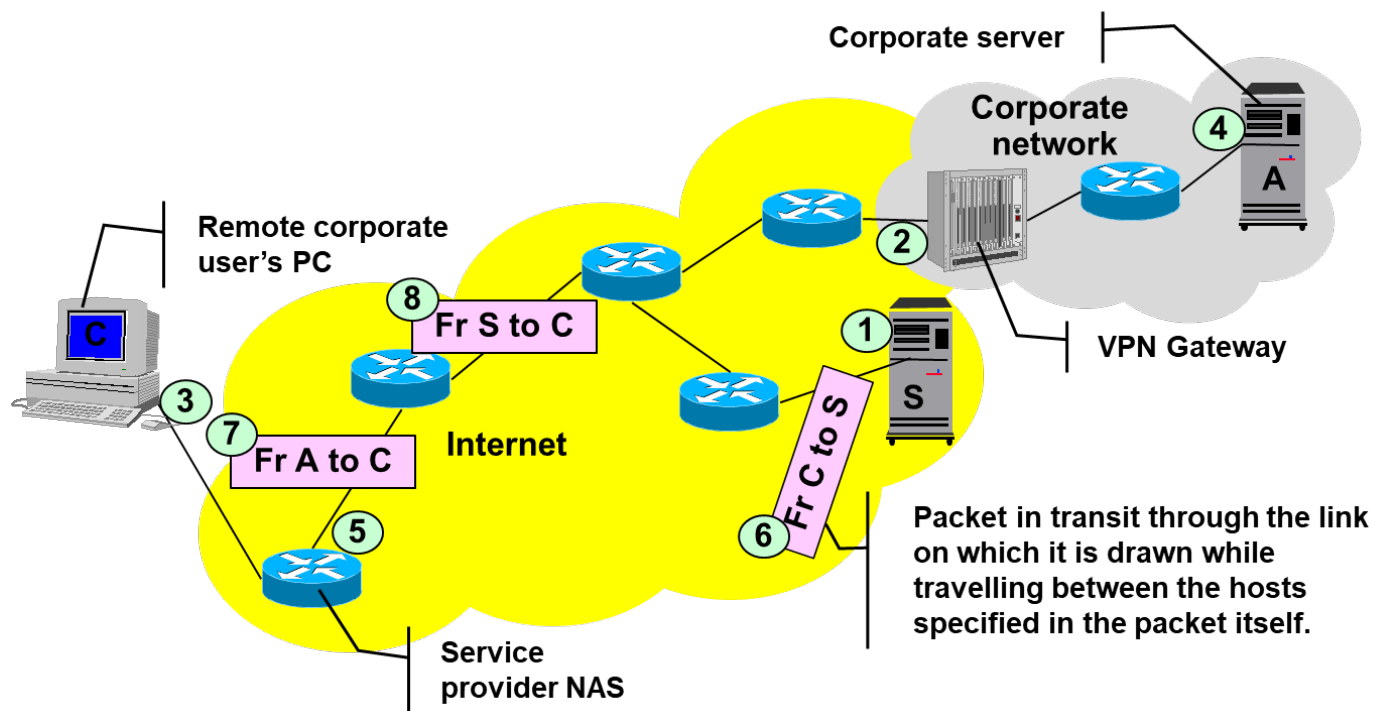 Corporate server
Corporate
network
4
A
Remote corporate
user's PC
2
8
Fr S to C
1
VPN Gateway
C
3
S
7
Fr A to C
Internet
Fr C to S
5
6
Packet in transit through the link
on which it is drawn while
travelling between the hosts
specified in the packet itself.
Service
provider NAS